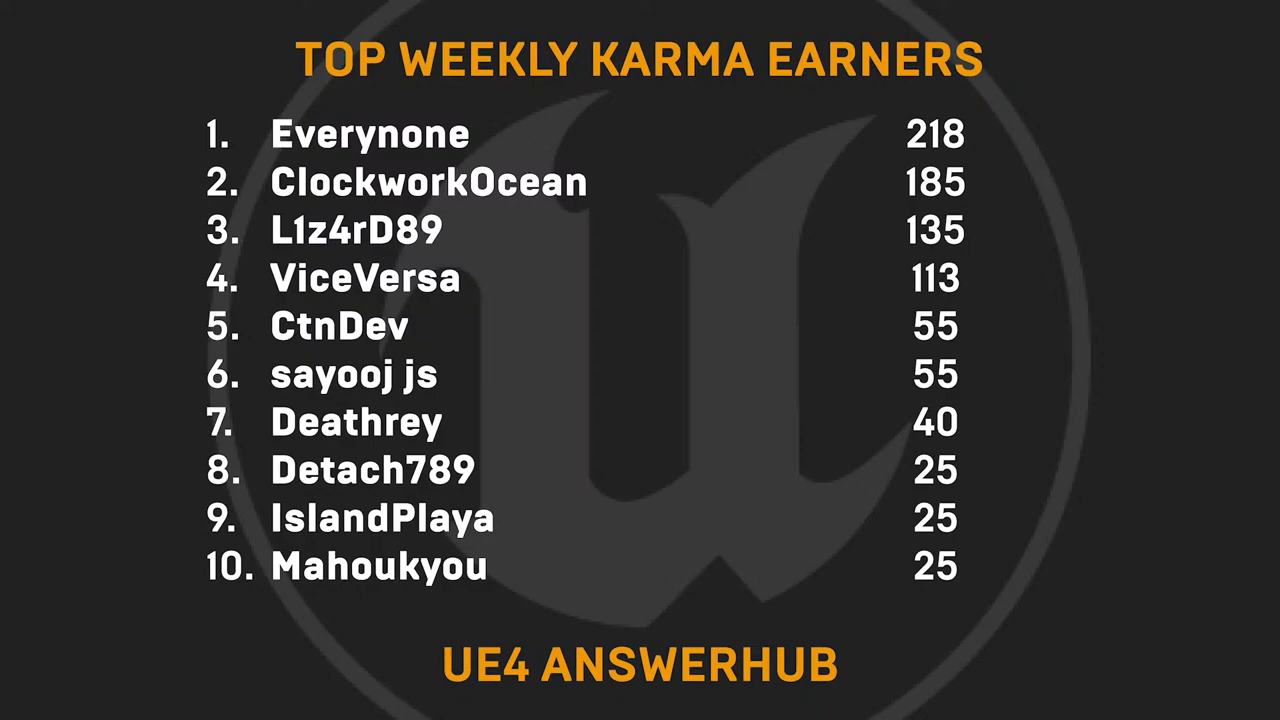 TOP WEEKLY KARMA EARNERS
1. Everynone 218
2. ClockworkOcean 185
3. L1z4rD89 135
4. ViceVersa 113
5. CtnDev 55
6. sayooj js 55
7. Deathrey 40
8. Detach789 25
9. IslandPlaya 25
10. Mahoukyou 25
UE4 ANSWERHUB